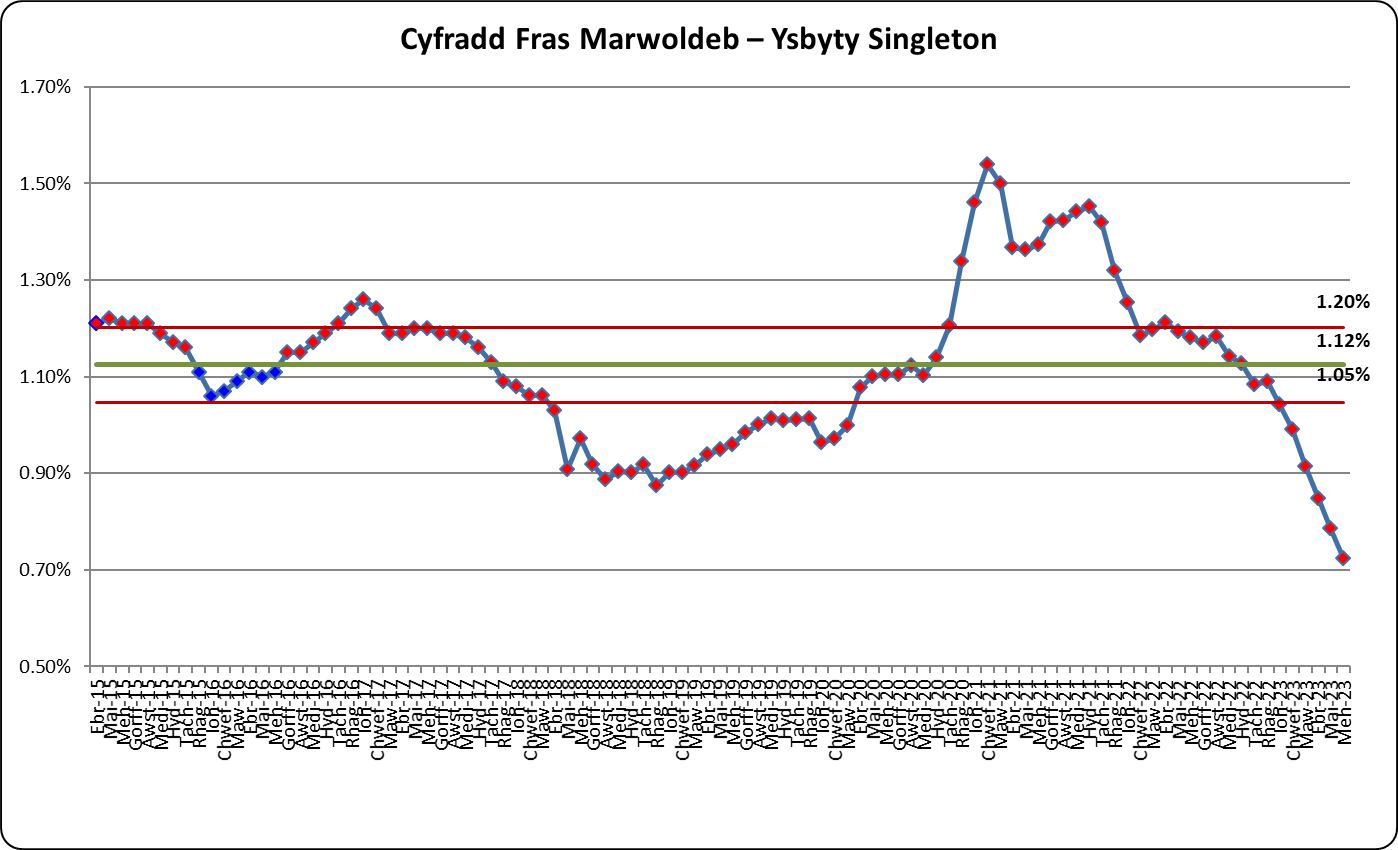 Cyfradd Fras Marwoldeb – Ysbyty Singleton
1.70%
1.50%
1.30%
1.10%
0.90%
0.70%
0.50%
1.20%
1.12%
1.05%
Ebr-15
Mai-15
Meh-15
Gorff-15
Awst-15
Medi-15
Hyd-15
Tach-15
Rhag-15
Ion-16
Chwef-16
Maw-16
Ebr-16
Mai-16
Meh-16
Gorff-16
Awst-16
Medi-16
Hyd-16
Tach-16
Rhag-16
Ion-17
Chwef-17
Maw-17
Ebr-17
Mai-17
Meh-17
Gorff-17
Awst-17
Medi-17
Hyd-17
Tach-17
Rhag-17
Ion-18
Chwef-18
Maw-18
Ebr-18
Mai-18
Meh-18
Gorff-18
Awst-18
Medi-18
Hyd-18
Tach-18
Rhag-18
Ion-19
Chwef-19
Maw-19
Ebr-19
Mai-19
Meh-19
Gorff-19
Awst-19
Medi-19
Hyd-19
Tach-19
Rhag-19
Ion-20
Chwef-20
Maw-20
Ebr-20
Mai-20
Meh-20
Gorff-20
Awst-20
Medi-20
Hyd-20
Tach-20
Rhag-20
Ion-21
Chwef-21
Maw-21
Ebr-21
Mai-21
Meh-21
Gorff-21
Awst-21
Medi-21
Hyd-21
Tach-21
Rhag-21
Ion-22
Chwef-22
Maw-22
Ebr-22
Mai-22
Meh-22
Gorff-22
Awst-22
Medi-22
Hyd-22
Tach-22
Rhag-22
Ion-23
Chwef-23
Maw-23
Ebr-23
Mai-23
Meh-23